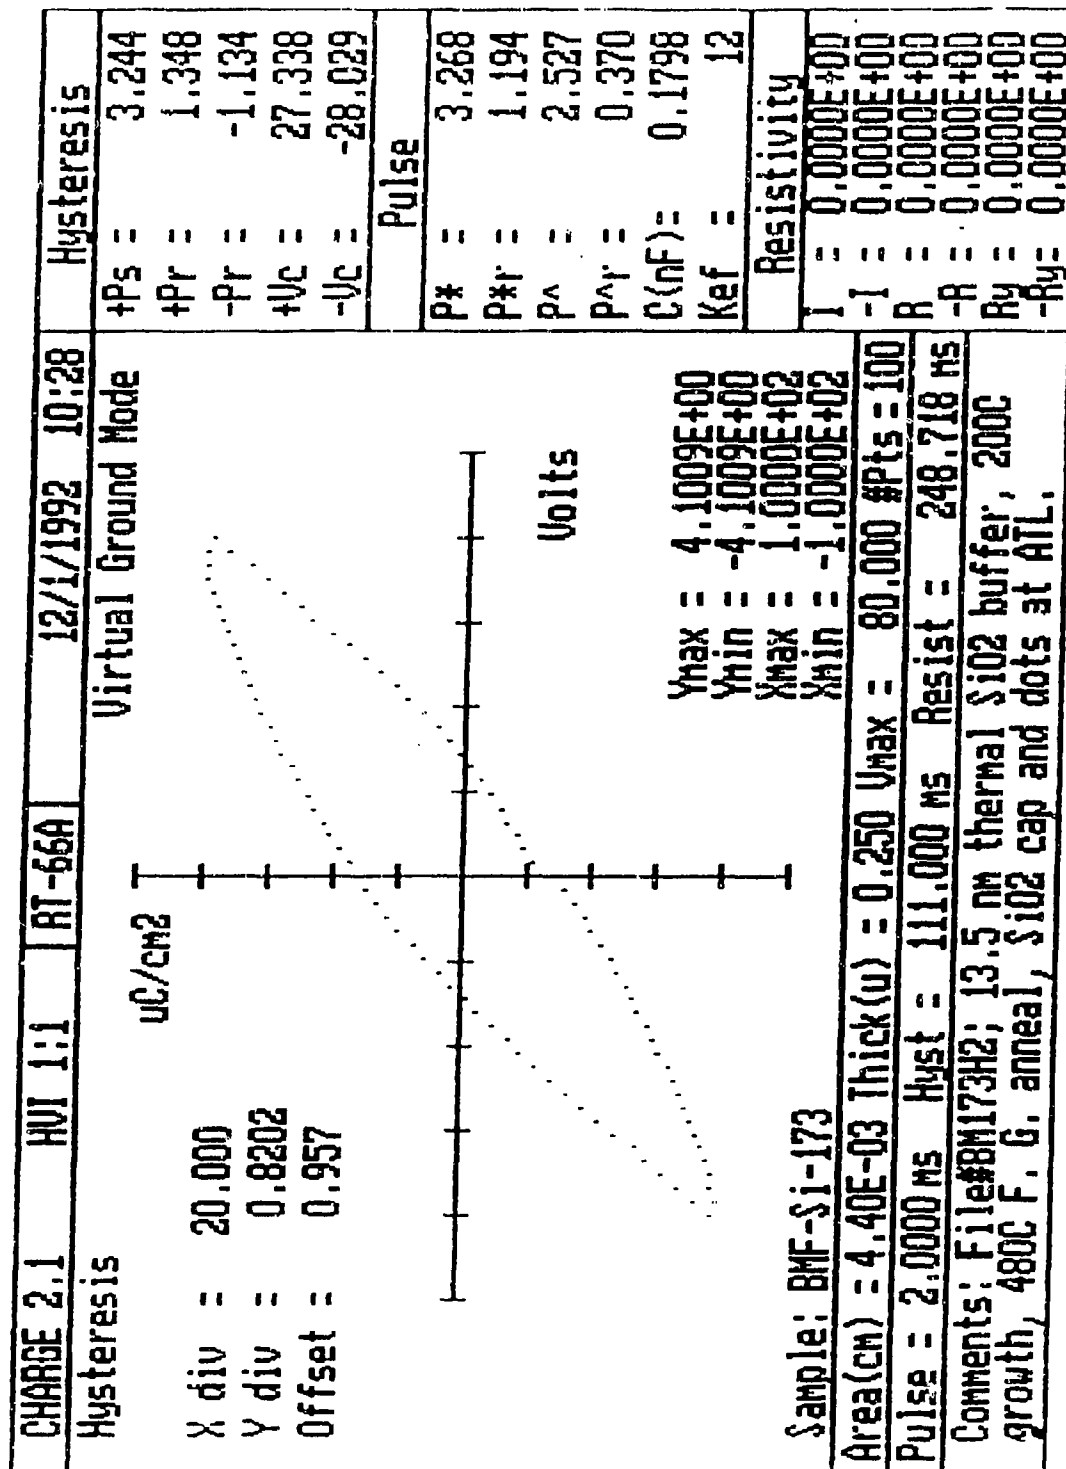 CHARGE 2.1 HVI 1:1 RT-66A 12/1/1992 10:28
Hysteresis
Virtual Ground Mode
X div = 20.000
Y div = 0.8202
Offset = 0.957
uC/cm2
Volts
Ymax = 4.1009E+00
Ymin = -4.1009E+00
Xmax = 1.0000E+02
Xmin = -1.0000E+02
Sample: BMF-Si-173
Area(cm) = 4.40E-03 Thick(u) = 0.250 Vmax = 80.000 #Pts = 100
Pulse = 2.0000 ms Hyst = 111.000 ms Resist = 248.718 ms
Comments: File#BM173H2; 13.5 nm thermal SiO2 buffer, 200C
growth, 480C F. G. anneal, SiO2 cap and dots at ATL.
Hysteresis
+Ps = 3.244
+Pr = 1.348
-Pr = -1.134
+Vc = 27.338
-Vc = -28.029
Pulse
P* = 3.268
P*r = 1.194
P^ = 2.527
P^r = 0.370
C(nF)= 0.1798
Kef = 12
Resistivity
I = 0.0000E+00
-I = 0.0000E+00
R = 0.0000E+00
-R = 0.0000E+00
Ry = 0.0000E+00
-Ry= 0.0000E+00